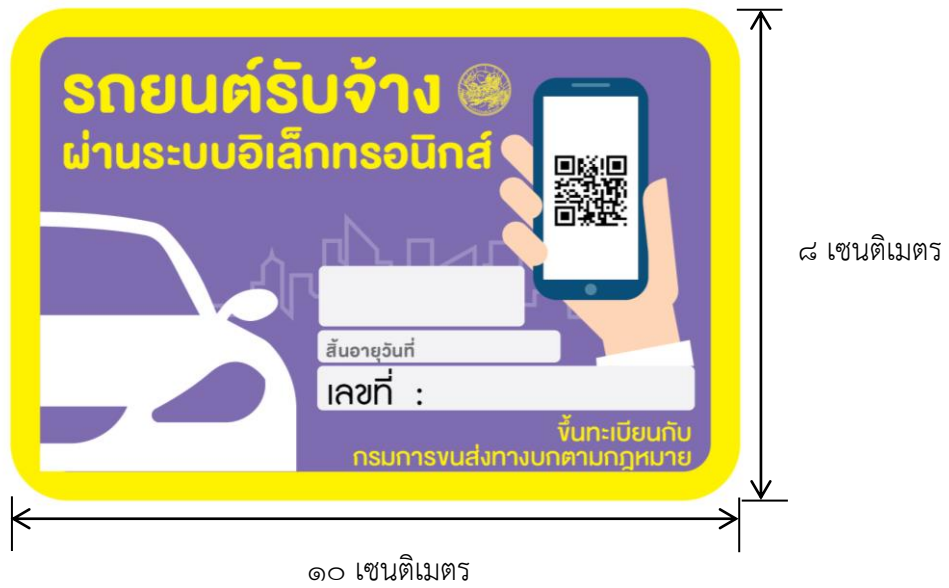 รถยนต์รับจ้าง
ผ่านระบบอิเล็กทรอนิกส์
สิ้นอายุวันที่
เลขที่ :
ขึ้นทะเบียนกับ
กรมการขนส่งทางบกตามกฎหมาย
๘ เซนติเมตร
๑๐ เซนติเมตร